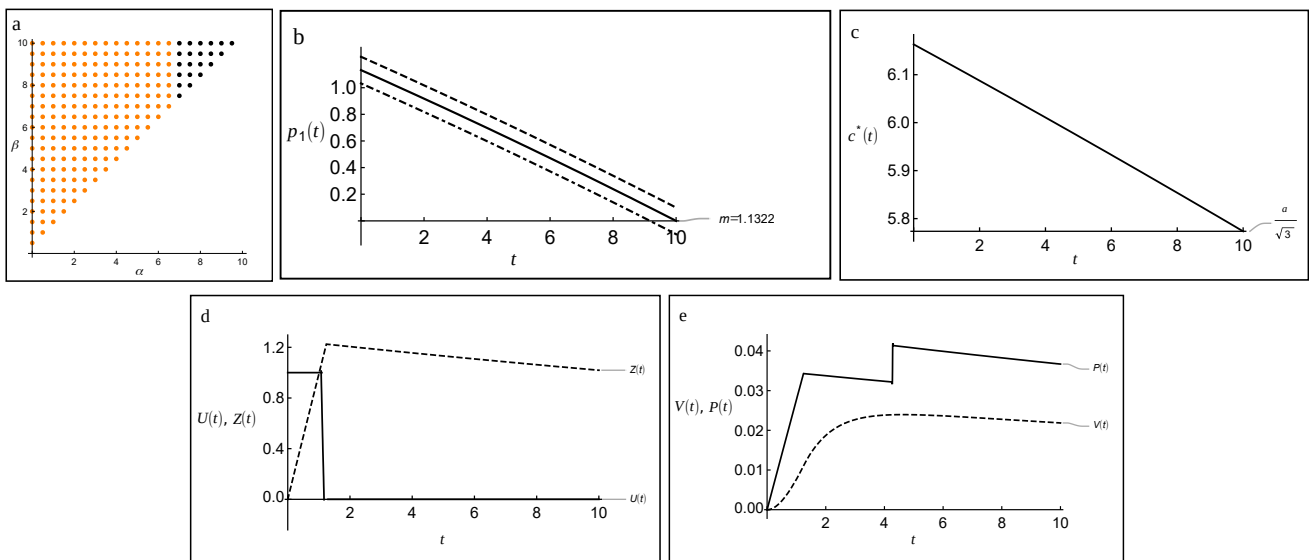 a
10
8
6
β
4
2
2 4 6 8 10
α
b
1.0
0.8
p₁(t)
0.6
0.4
0.2
m=1.1322
2 4 6 8 10
t
c
6.1
6.0
c*(t)
5.9
5.8
a/√3
2 4 6 8 10
t
d
1.2
Z(t)
0.8
U(t), Z(t)
0.4
0.0
U(t)
2 4 6 8 10
t
e
0.04
P(t)
0.03
V(t), P(t)
0.02
V(t)
0.01
0.00
2 4 6 8 10
t